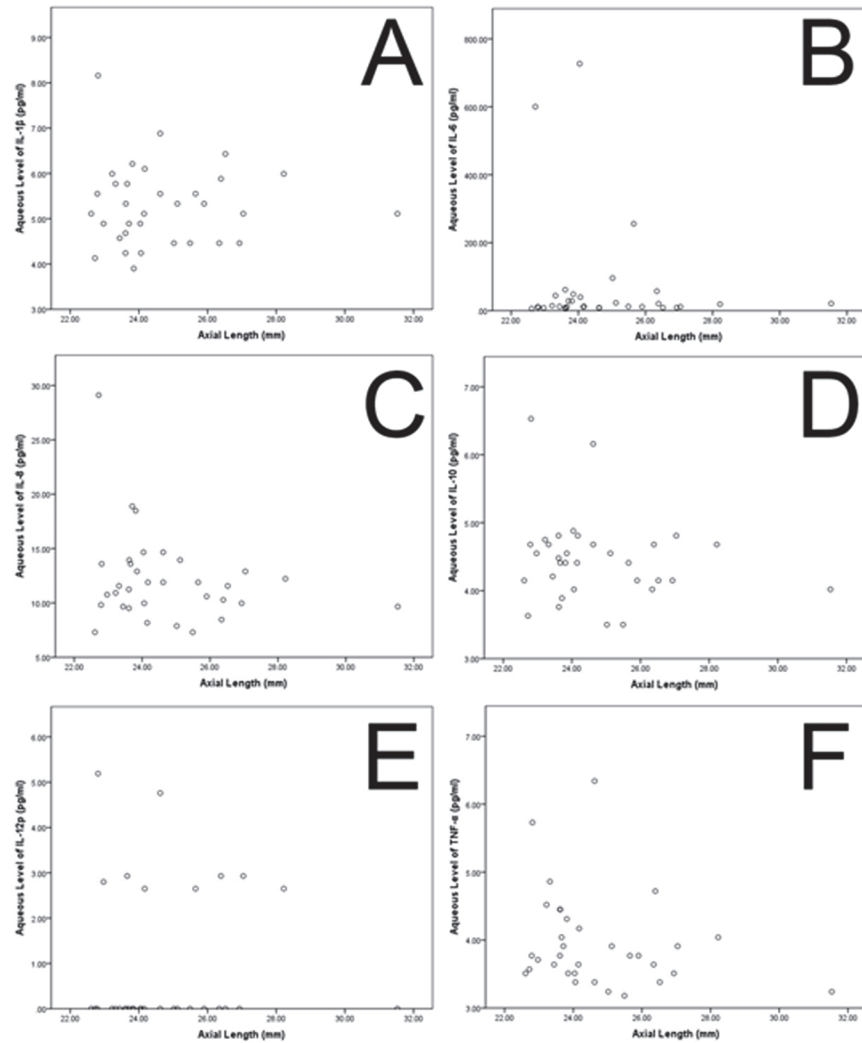 A
Aqueous Level of IL-1β (pg/ml)
9.00
8.00
7.00
6.00
5.00
4.00
3.00
22.00 24.00 26.00 28.00 30.00 32.00
Axial Length (mm)
B
Aqueous Level of IL-6 (pg/ml)
800.00
600.00
400.00
200.00
.00
22.00 24.00 26.00 28.00 30.00 32.00
Axial Length (mm)
C
Aqueous Level of IL-8 (pg/ml)
30.00
25.00
20.00
15.00
10.00
5.00
22.00 24.00 26.00 28.00 30.00 32.00
Axial Length (mm)
D
Aqueous Level of IL-10 (pg/ml)
7.00
6.00
5.00
4.00
3.00
22.00 24.00 26.00 28.00 30.00 32.00
Axial Length (mm)
E
Aqueous Level of IL-12p (pg/ml)
6.00
5.00
4.00
3.00
2.00
1.00
.00
22.00 24.00 26.00 28.00 30.00 32.00
Axial Length (mm)
F
Aqueous Level of TNF-α (pg/ml)
7.00
6.00
5.00
4.00
3.00
22.00 24.00 26.00 28.00 30.00 32.00
Axial Length (mm)